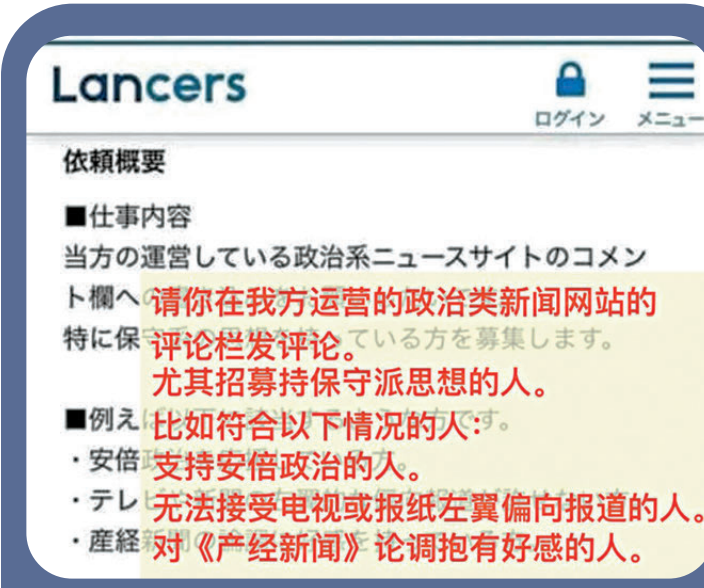 Lancers
ログイン
メニュー
依頼概要
■仕事内容
当方の運営している政治系ニュースサイトのコメン
ト欄へ
特に保 ている方を募集します。
■例え です。
・安倍
・テレ
・産経
请你在我方运营的政治类新闻网站的
评论栏发评论。
尤其招募持保守派思想的人。
比如符合以下情况的人：
支持安倍政治的人。
无法接受电视或报纸左翼偏向报道的人。
对《产经新闻》论调抱有好感的人。